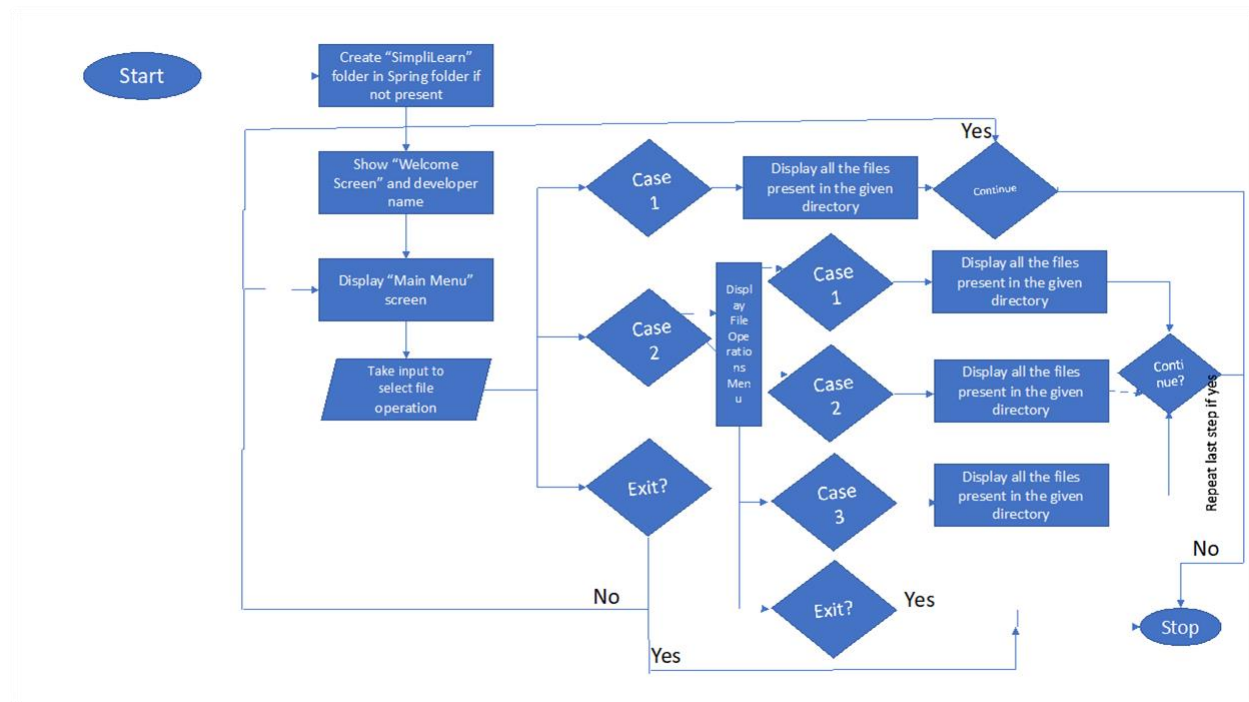 Start
Create “SimpliLearn”
folder in Spring folder if
not present
Show “Welcome
Screen” and developer
name
Display “Main Menu”
screen
Take input to
select file
operation
Case
1
Display all the files
present in the given
directory
Yes
Continue
Case
2
Displ
ay
File
Ope
ratio
ns
Men
u
Case
1
Display all the files
present in the given
directory
Case
2
Display all the files
present in the given
directory
Conti
nue?
Repeat last step if yes
Exit?
Case
3
Display all the files
present in the given
directory
No
No
Exit?
Yes
Stop
Yes